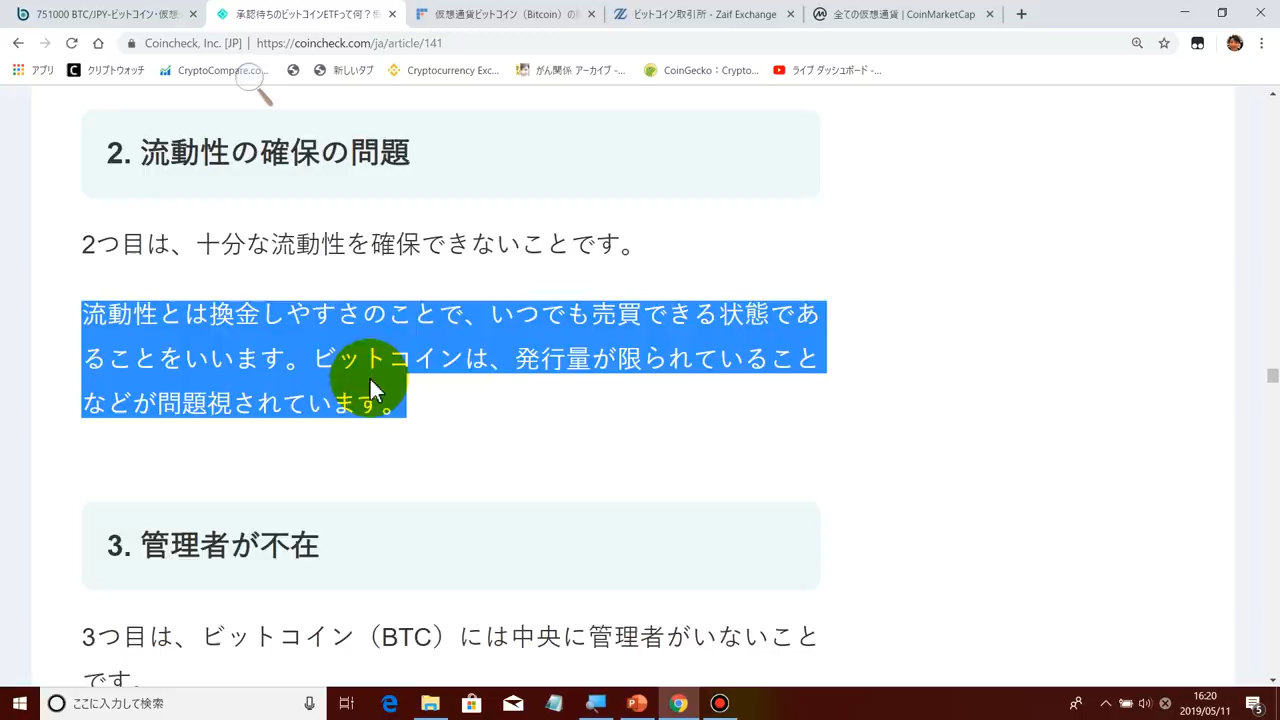 751000 BTC/JPY-ビットコイン・仮想
承認待ちのビットコインETFって何？
仮想通貨ビットコイン（Bitcoin）の
ビットコイン取引所 - Zaif Exchange
全ての仮想通貨 | CoinMarketCap
Coincheck, Inc. [JP] | https://coincheck.com/ja/article/141
アプリ
クリプトウォッチ
CryptoCompare.co...
新しいタブ
Cryptocurrency Exc...
がん関係 アーカイブ -...
CoinGecko：Crypto...
ライブ ダッシュボード -...
2. 流動性の確保の問題
2つ目は、十分な流動性を確保できないことです。
流動性とは換金しやすさのことで、いつでも売買できる状態であ
ることをいいます。ビットコインは、発行量が限られていること
などが問題視されています。
3. 管理者が不在
3つ目は、ビットコイン（BTC）には中央に管理者がいないこと
です。
ここに入力して検索
16:20
2019/05/11
5